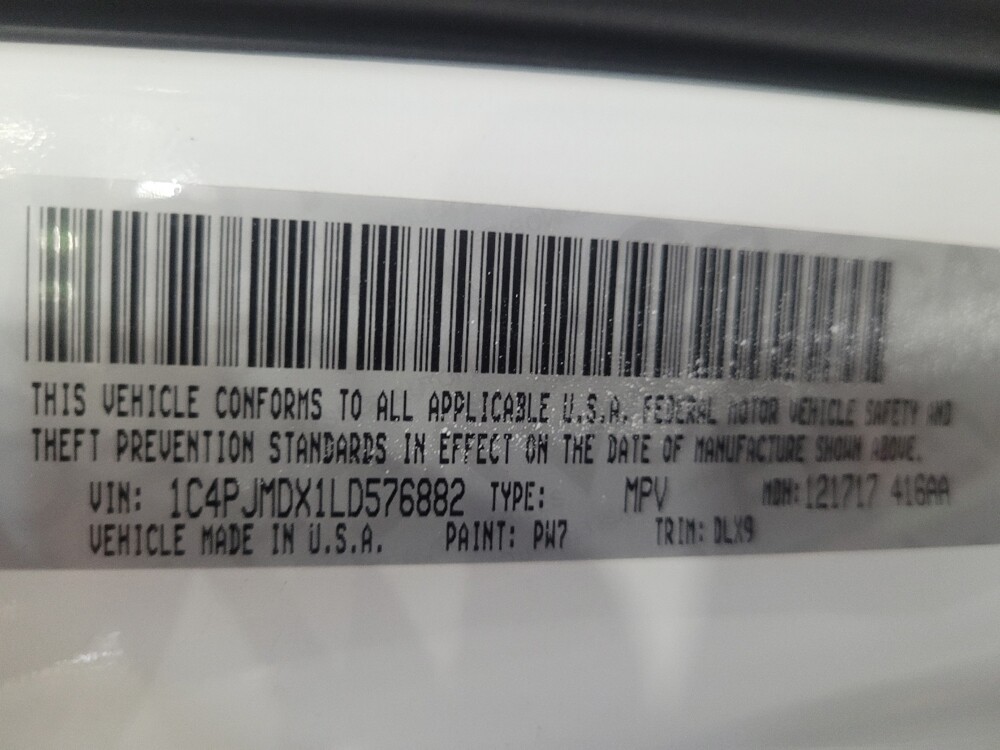 THIS VEHICLE CONFORMS TO ALL APPLICABLE U.S.A. FEDERAL MOTOR VEHICLE SAFETY AND
THEFT PREVENTION STANDARDS IN EFFECT ON THE DATE OF MANUFACTURE SHOWN ABOVE.
VIN: 1C4PJMDX1LD576882 TYPE: MPV MDH: 121717 416AA
VEHICLE MADE IN U.S.A. PAINT: PW7 TRIM: DLX9